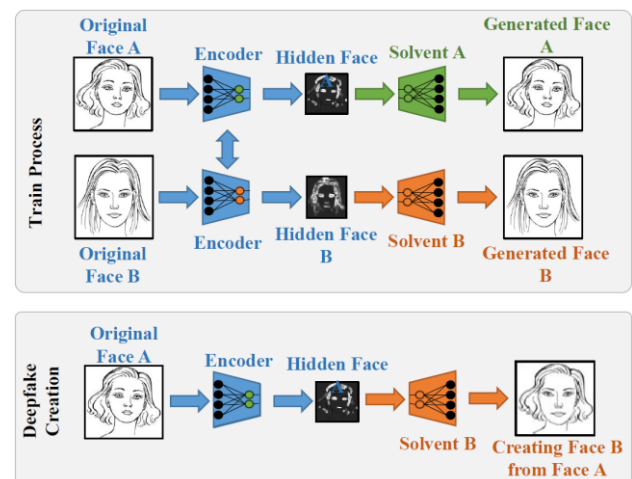 Original
Face A
Encoder
Hidden Face
A
Solvent A
Generated Face
A
Train Process
Original
Face B
Encoder
Hidden Face
B
Solvent B
Generated Face
B
Deepfake
Creation
Original
Face A
Encoder
Hidden Face
A
Solvent B
Creating Face B
from Face A